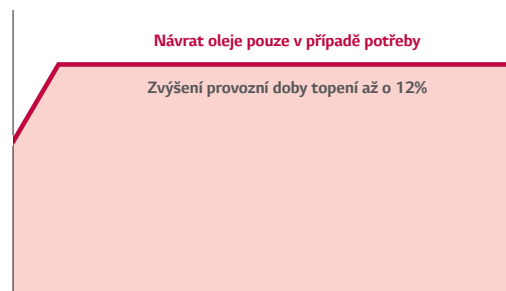 Návrat oleje pouze v případě potřeby
Zvýšení provozní doby topení až o 12%